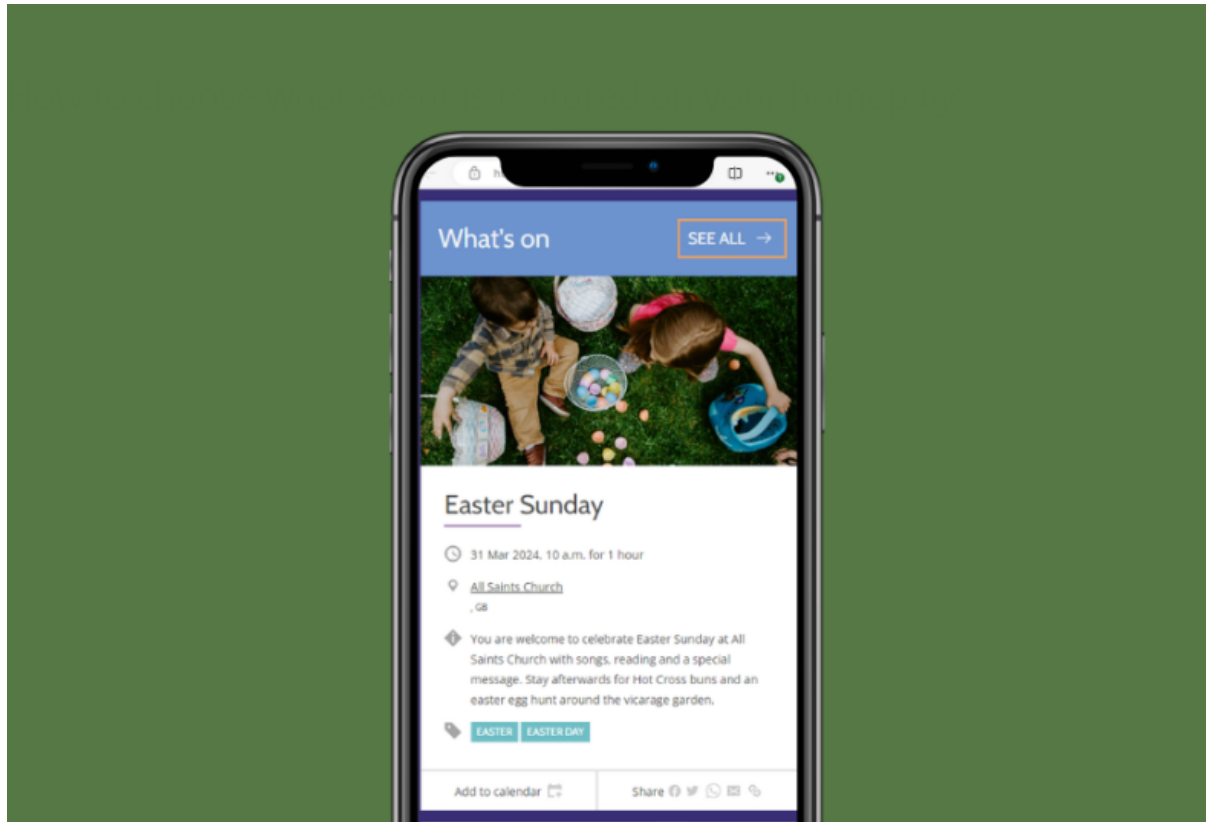 What's on
SEE ALL →
Easter Sunday
31 Mar 2024, 10 a.m. for 1 hour
All Saints Church
, GB
You are welcome to celebrate Easter Sunday at All
Saints Church with songs, reading and a special
message. Stay afterwards for Hot Cross buns and an
easter egg hunt around the vicarage garden.
EASTER EASTER DAY
Add to calendar
Share